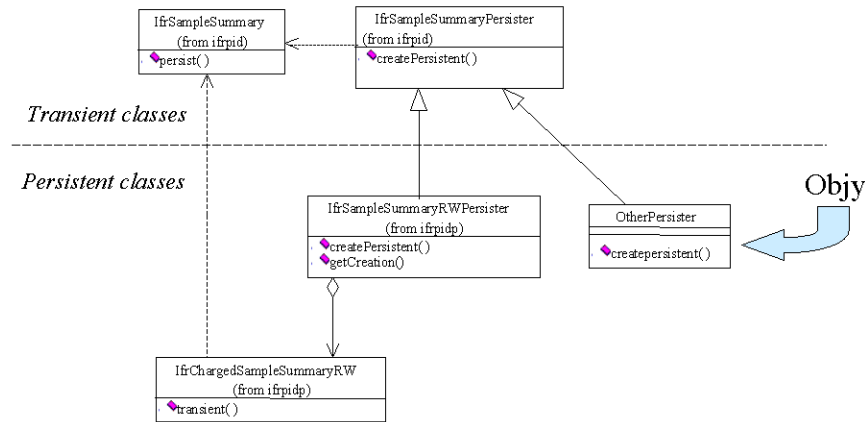 IfrSampleSummary
(from ifrpid)
persist()
IfrSampleSummaryPersister
(from ifrpid)
createPersistent()
Transient classes
Persistent classes
IfrSampleSummaryRWPersister
(from ifrpidp)
createPersistent()
getCreation()
OtherPersister
createpersistent()
Objy
IfrChargedSampleSummaryRW
(from ifrpidp)
transient()